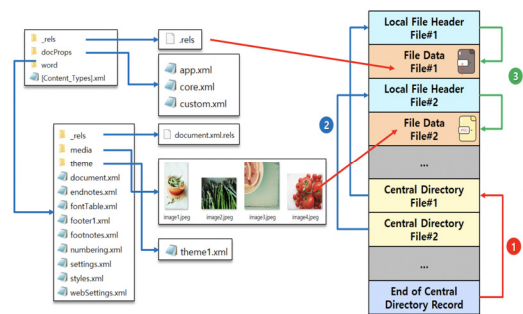 _rels
docProps
word
[Content_Types].xml
.rels
app.xml
core.xml
custom.xml
_rels
media
theme
document.xml
endnotes.xml
fontTable.xml
footer1.xml
footnotes.xml
numbering.xml
settings.xml
styles.xml
webSettings.xml
document.xml.rels
image1.jpeg
image2.jpeg
image3.jpeg
image4.jpeg
theme1.xml
Local File Header
File#1
File Data
File#1
Local File Header
File#2
File Data
File#2
...
Central Directory
File#1
Central Directory
File#2
...
End of Central
Directory Record
2
3
1